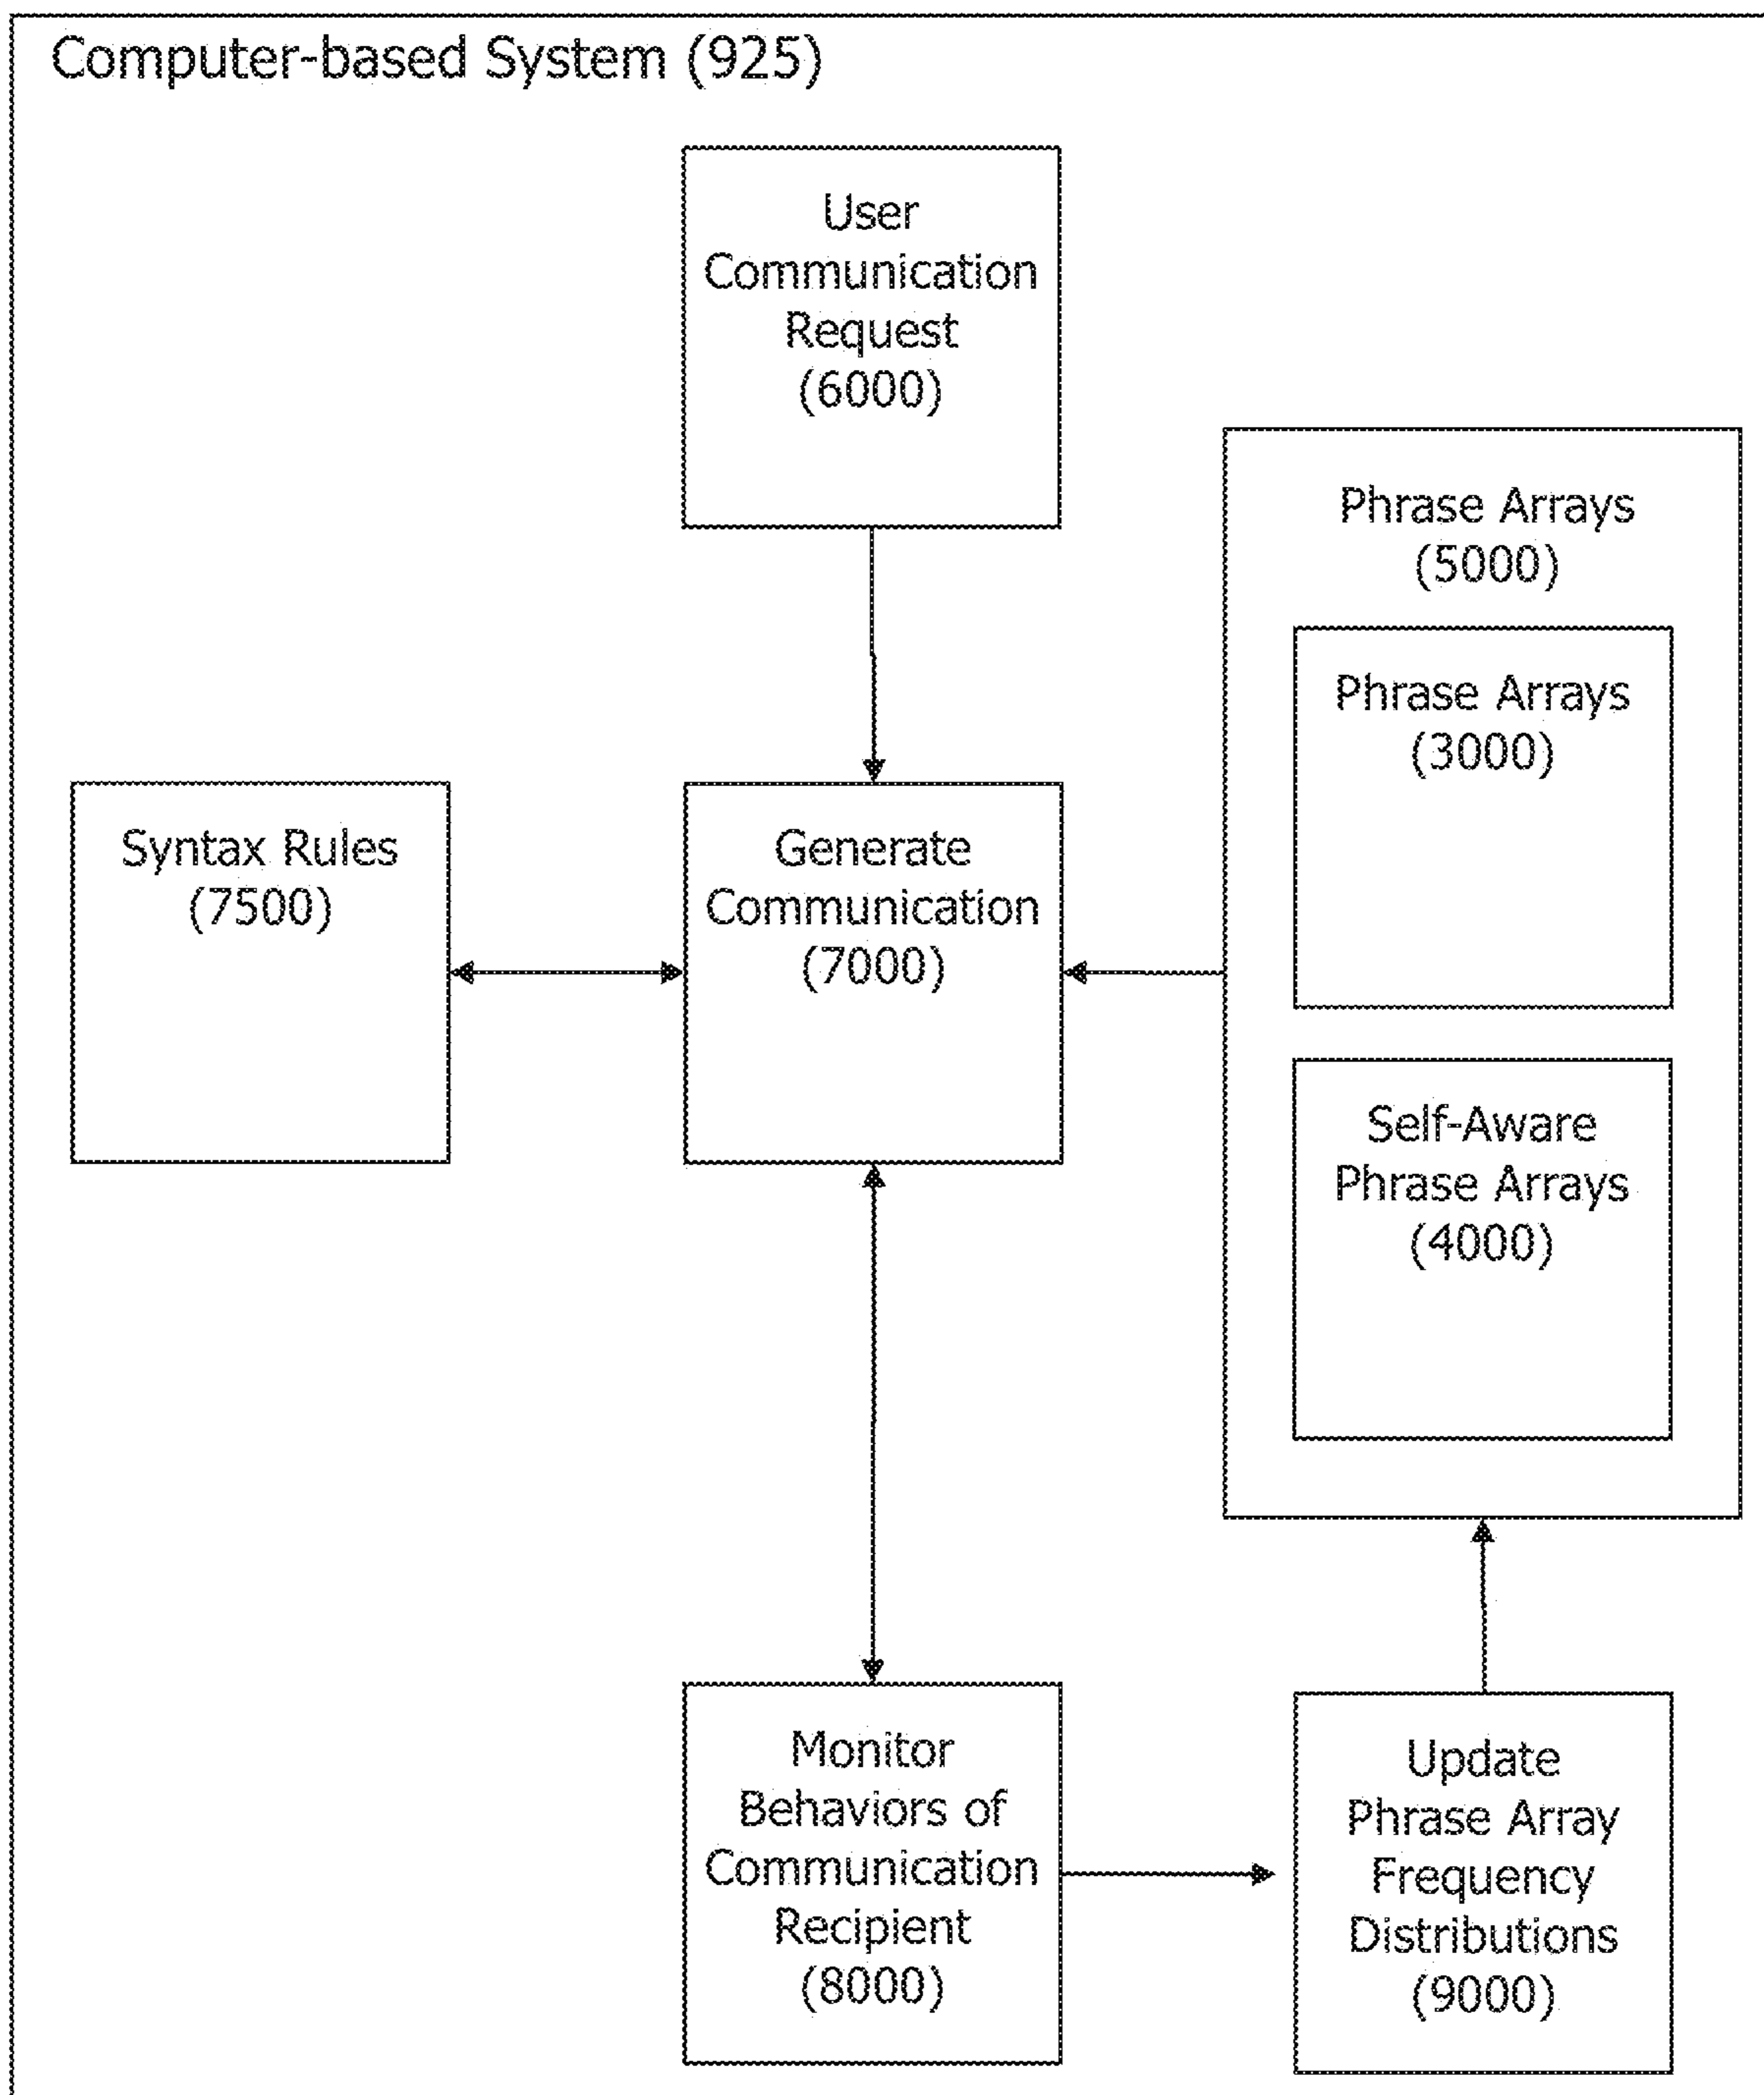 Computer-based System (925)
User
Communication
Request
(6000)
Phrase Arrays
(5000)
Phrase Arrays
(3000)
Syntax Rules
(7500)
Generate
Communication
(7000)
Self-Aware
Phrase Arrays
(4000)
Monitor
Behaviors of
Communication
Recipient
(8000)
Update
Phrase Array
Frequency
Distributions
(9000)